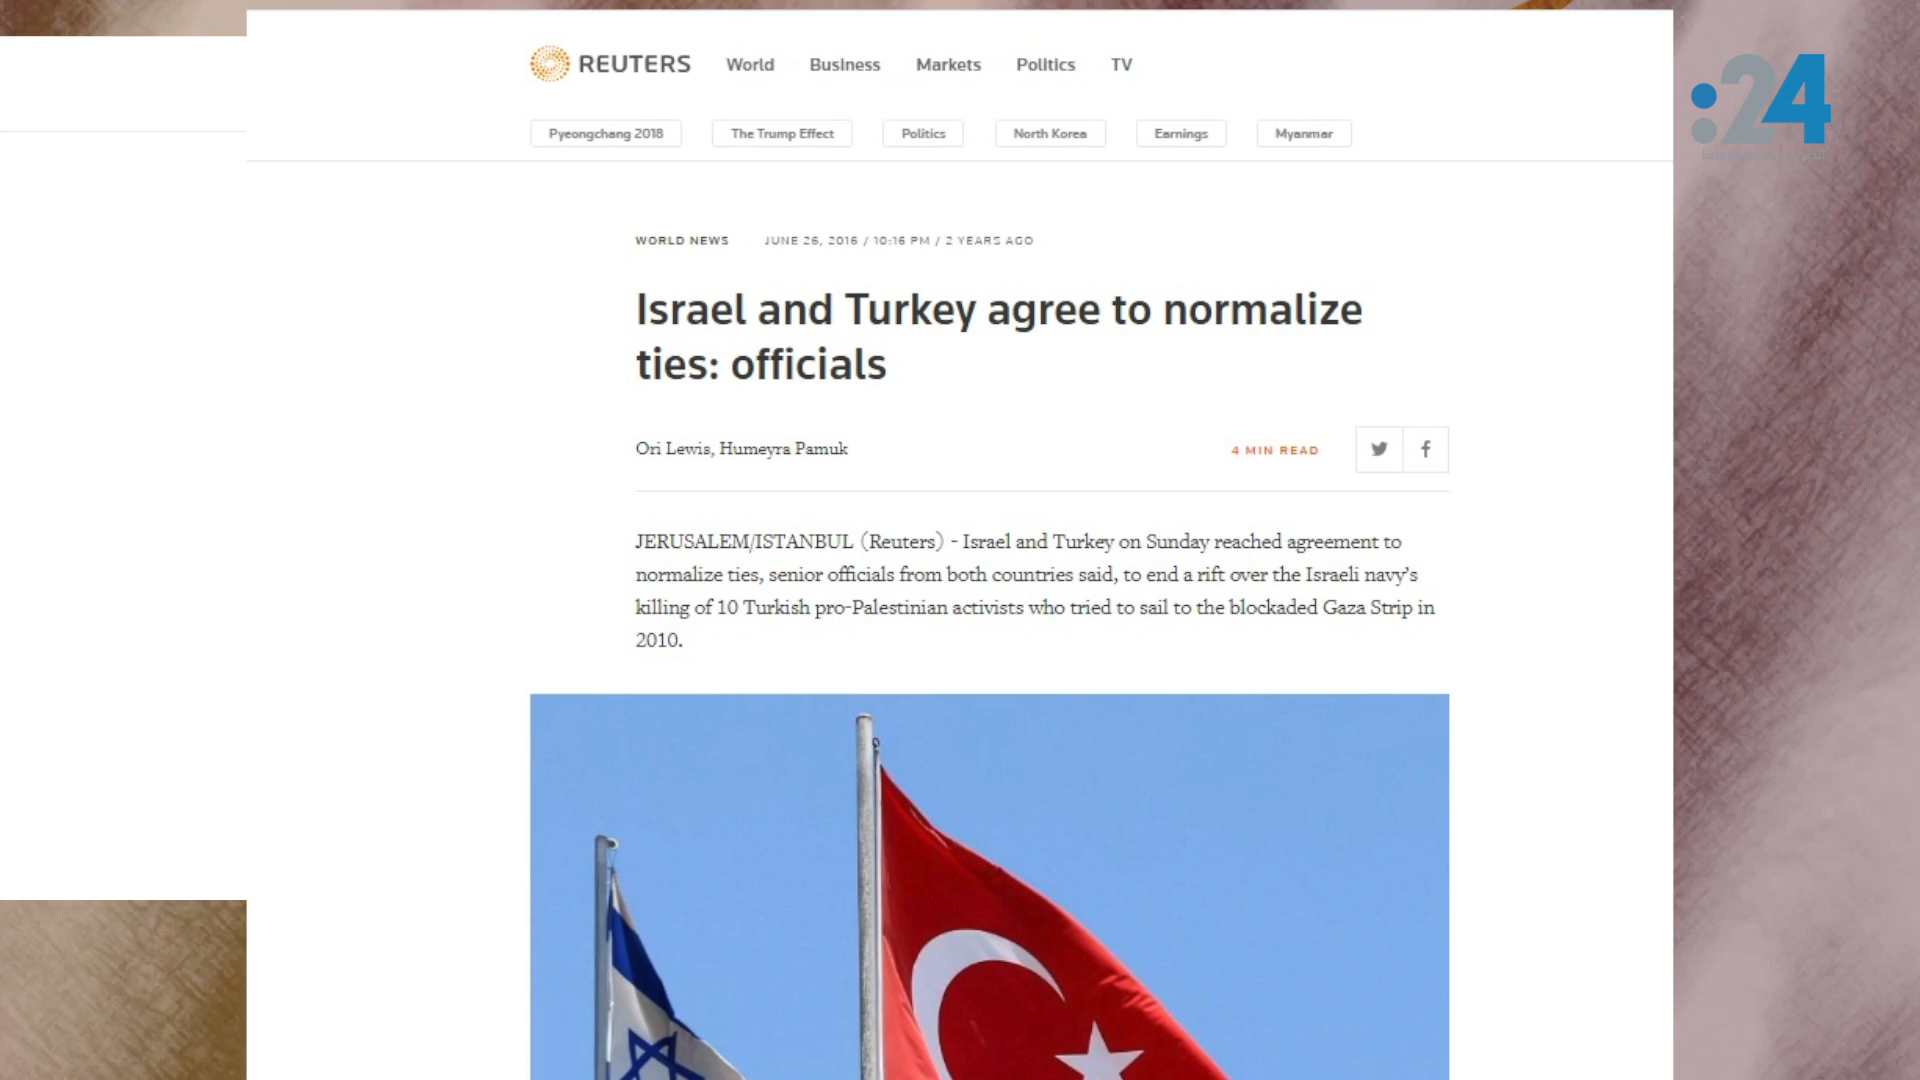 REUTERS World Business Markets Politics TV
:24
Pyeongchang 2018 The Trump Effect Politics North Korea Earnings Myanmar
WORLD NEWS JUNE 26, 2016 / 10:16 PM / 2 YEARS AGO
Israel and Turkey agree to normalize
ties: officials
Ori Lewis, Humeyra Pamuk
4 MIN READ
JERUSALEM/ISTANBUL (Reuters) - Israel and Turkey on Sunday reached agreement to
normalize ties, senior officials from both countries said, to end a rift over the Israeli navy’s
killing of 10 Turkish pro-Palestinian activists who tried to sail to the blockaded Gaza Strip in
2010.